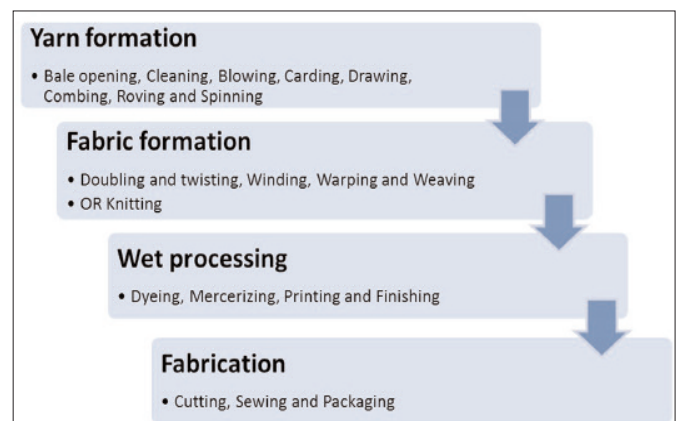 Yarn formation
• Bale opening, Cleaning, Blowing, Carding, Drawing,
Combing, Roving and Spinning
Fabric formation
• Doubling and twisting, Winding, Warping and Weaving
• OR Knitting
Wet processing
• Dyeing, Mercerizing, Printing and Finishing
Fabrication
• Cutting, Sewing and Packaging